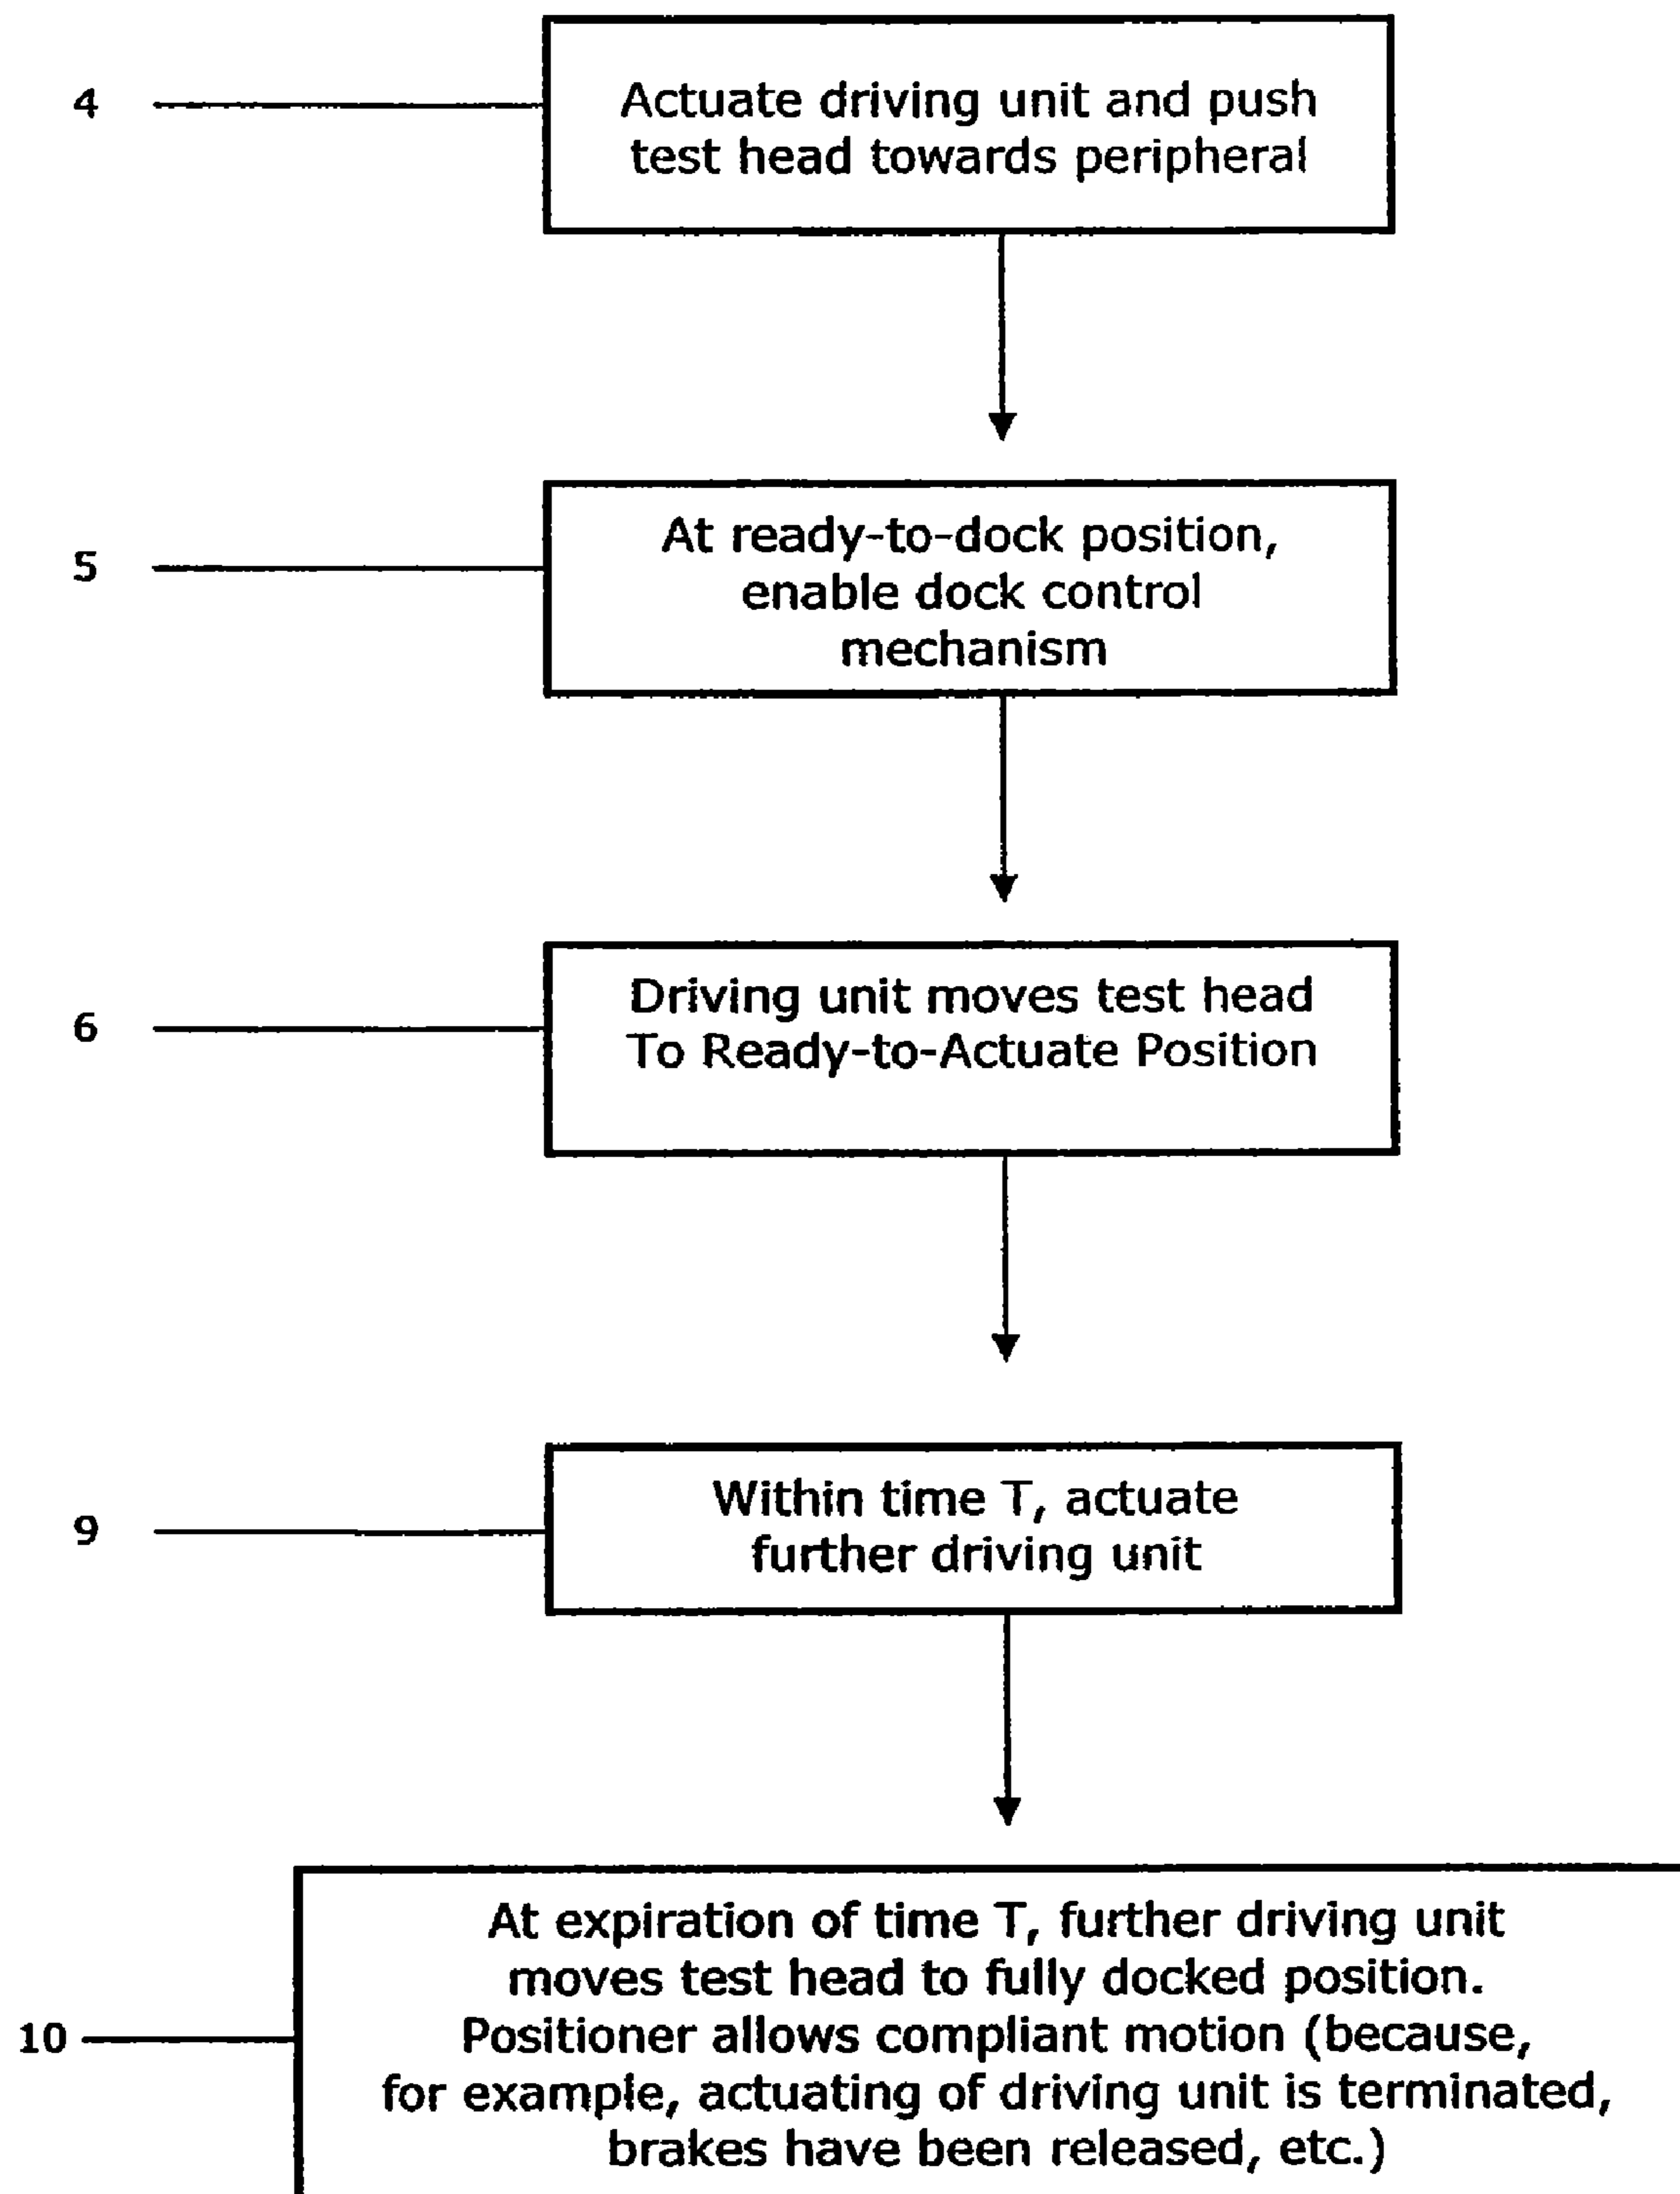 4
Actuate driving unit and push
test head towards peripheral
5
At ready-to-dock position,
enable dock control
mechanism
6
Driving unit moves test head
To Ready-to-Actuate Position
9
Within time T, actuate
further driving unit
10
At expiration of time T, further driving unit
moves test head to fully docked position.
Positioner allows compliant motion (because,
for example, actuating of driving unit is terminated,
brakes have been released, etc.)